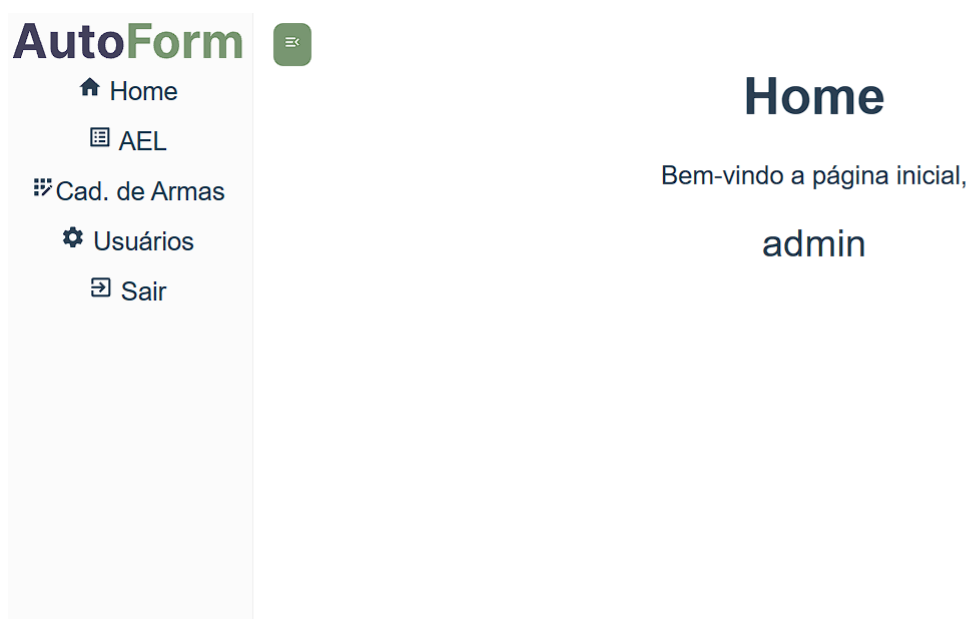 AutoForm
Home
AEL
Cad. de Armas
Usuários
Sair
Home
Bem-vindo a página inicial,
admin